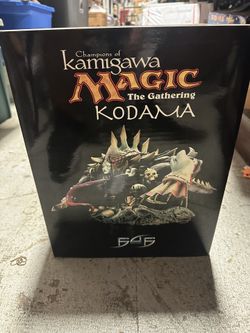 Champions of
Kamigawa
MAGIC
The Gathering
KODAMA